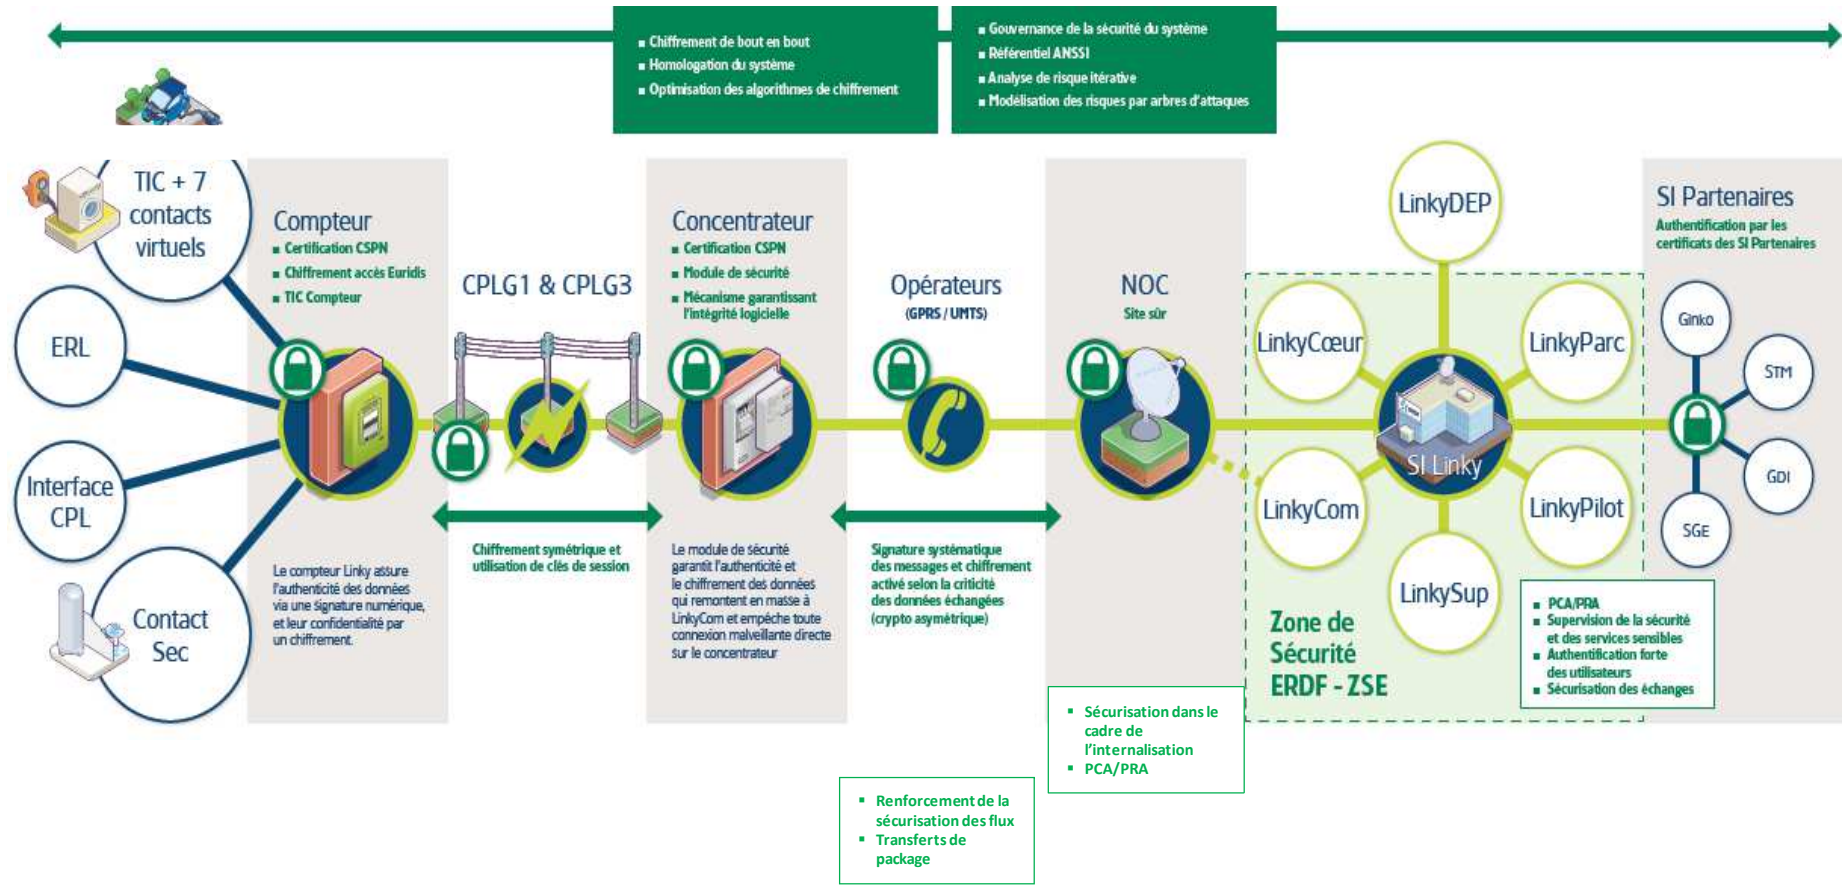 ■ Chiffrement de bout en bout
■ Homologation du système
■ Optimisation des algorithmes de chiffrement
■ Gouvernance de la sécurité du système
■ Référentiel ANSSI
■ Analyse de risque itérative
■ Modélisation des risques par arbres d'attaques
TIC + 7
contacts
virtuels
ERL
Interface
CPL
Contact
Sec
Compteur
■ Certification CSPN
■ Chiffrement accès Euridis
■ TIC Compteur
Le compteur Linky assure
l'authenticité des données
via une signature numérique,
et leur confidentialité par
un chiffrement.
CPLG1 & CPLG3
Chiffrement symétrique et
utilisation de clés de session
Concentrateur
■ Certification CSPN
■ Module de sécurité
■ Mécanisme garantissant
l'intégrité logicielle
Le module de sécurité
garantit l'authenticité et
le chiffrement des données
qui remontent en masse à
LinkyCom et empêche toute
connexion malveillante directe
sur le concentrateur
Opérateurs
(GPRS / UMTS)
Signature systématique
des messages et chiffrement
activé selon la criticité
des données échangées
(crypto asymétrique)
▪ Renforcement de la
sécurisation des flux
▪ Transferts de
package
NOC
Site sûr
▪ Sécurisation dans le
cadre de
l'internalisation
▪ PCA/PRA
LinkyDEP
LinkyCœur
LinkyParc
SI Linky
LinkyCom
LinkyPilot
LinkySup
Zone de
Sécurité
ERDF - ZSE
■ PCA/PRA
■ Supervision de la sécurité
et des services sensibles
■ Authentification forte
des utilisateurs
■ Sécurisation des échanges
SI Partenaires
Authentification par les
certificats des SI Partenaires
Ginko
STM
GDI
SGE